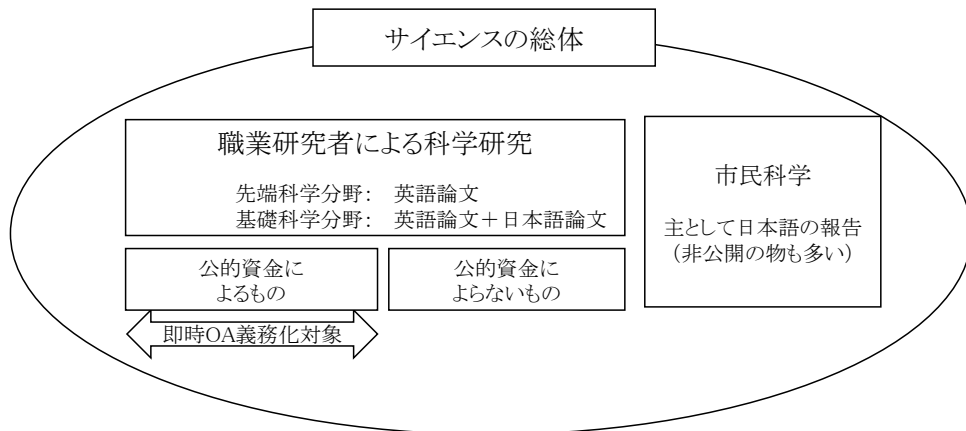 サイエンスの総体
職業研究者による科学研究
先端科学分野： 英語論文
基礎科学分野： 英語論文＋日本語論文
公的資金に
よるもの
公的資金に
よらないもの
即時OA義務化対象
市民科学
主として日本語の報告
（非公開の物も多い）